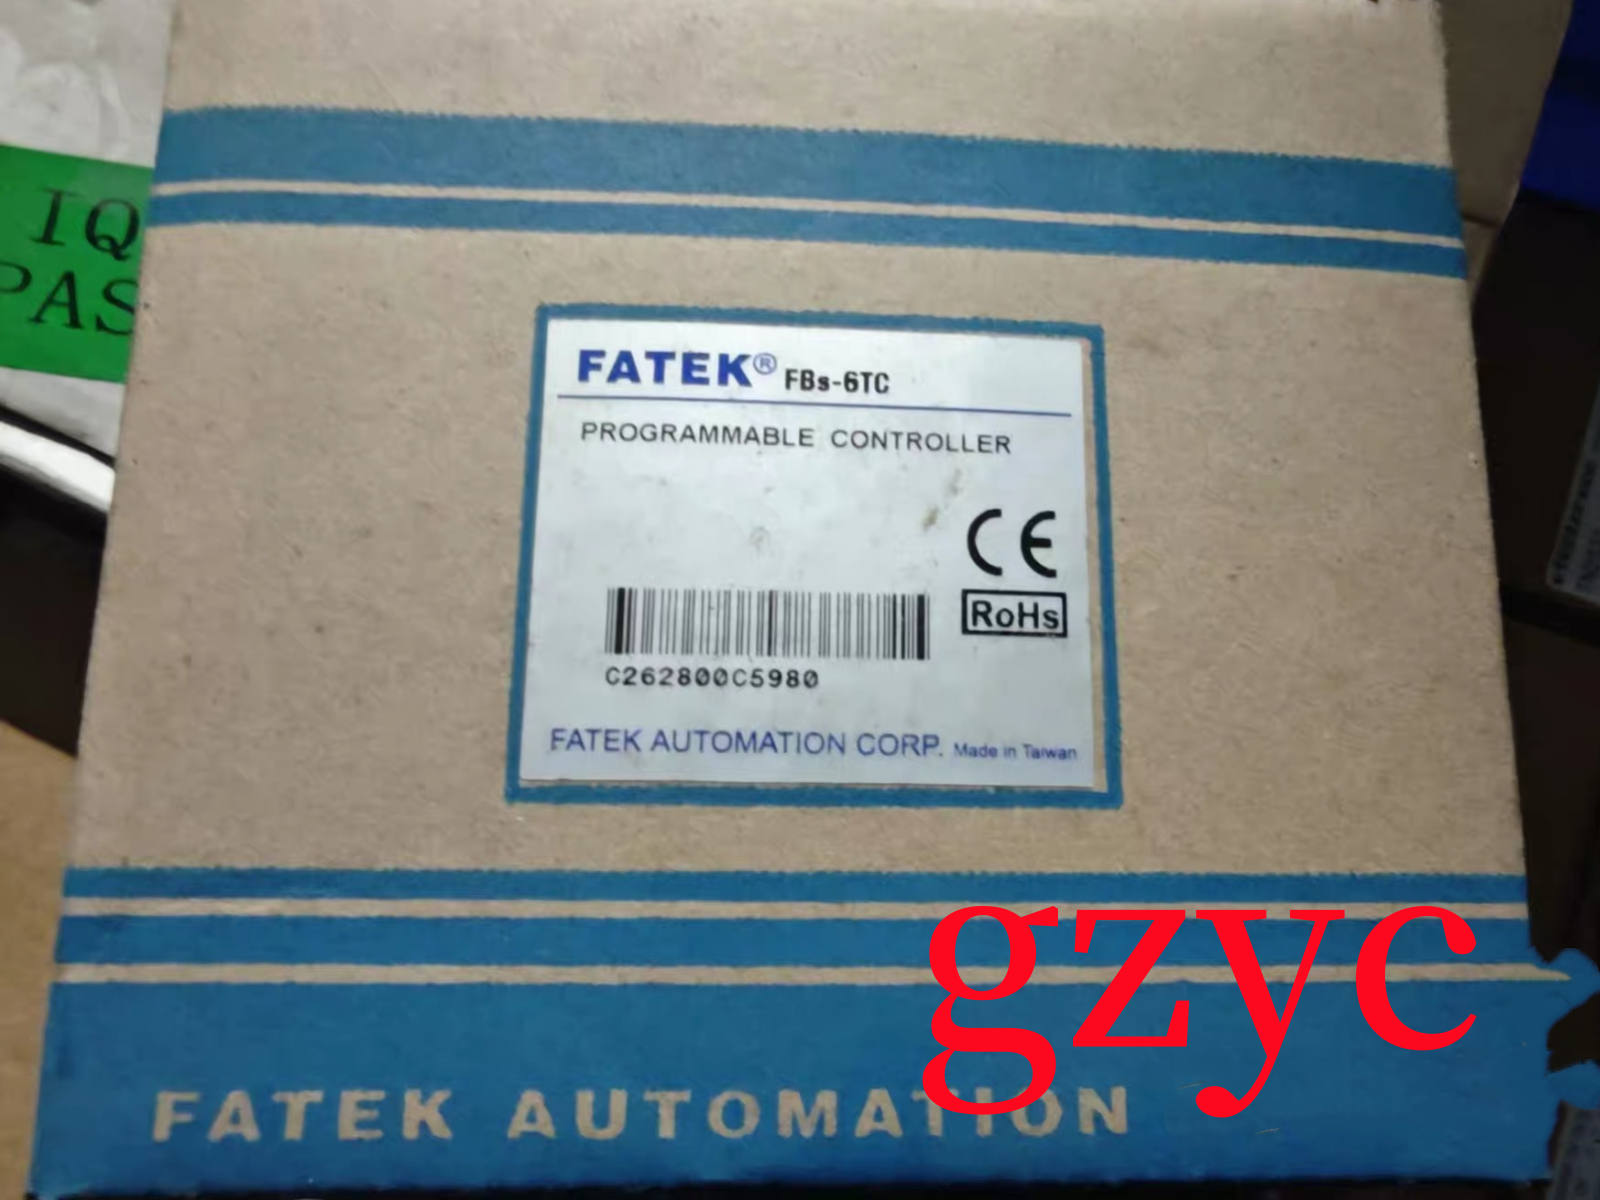 IQ
PAS
FATEK® FBs-6TC
PROGRAMMABLE CONTROLLER
CE
RoHs
C262800C5980
FATEK AUTOMATION CORP. Made in Taiwan
gzyc
FATEK AUTOMATION